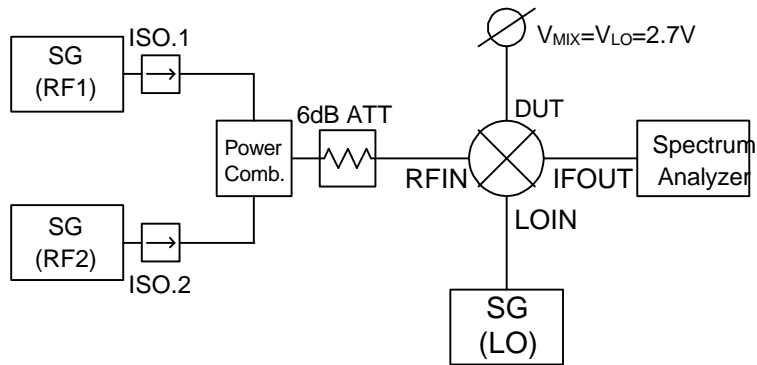 ISO.1
SG
(RF1)
V_MIX=V_LO=2.7V
DUT
6dB ATT
Power
Comb.
RFIN
IFOUT
Spectrum
Analyzer
LOIN
SG
(RF2)
ISO.2
SG
(LO)